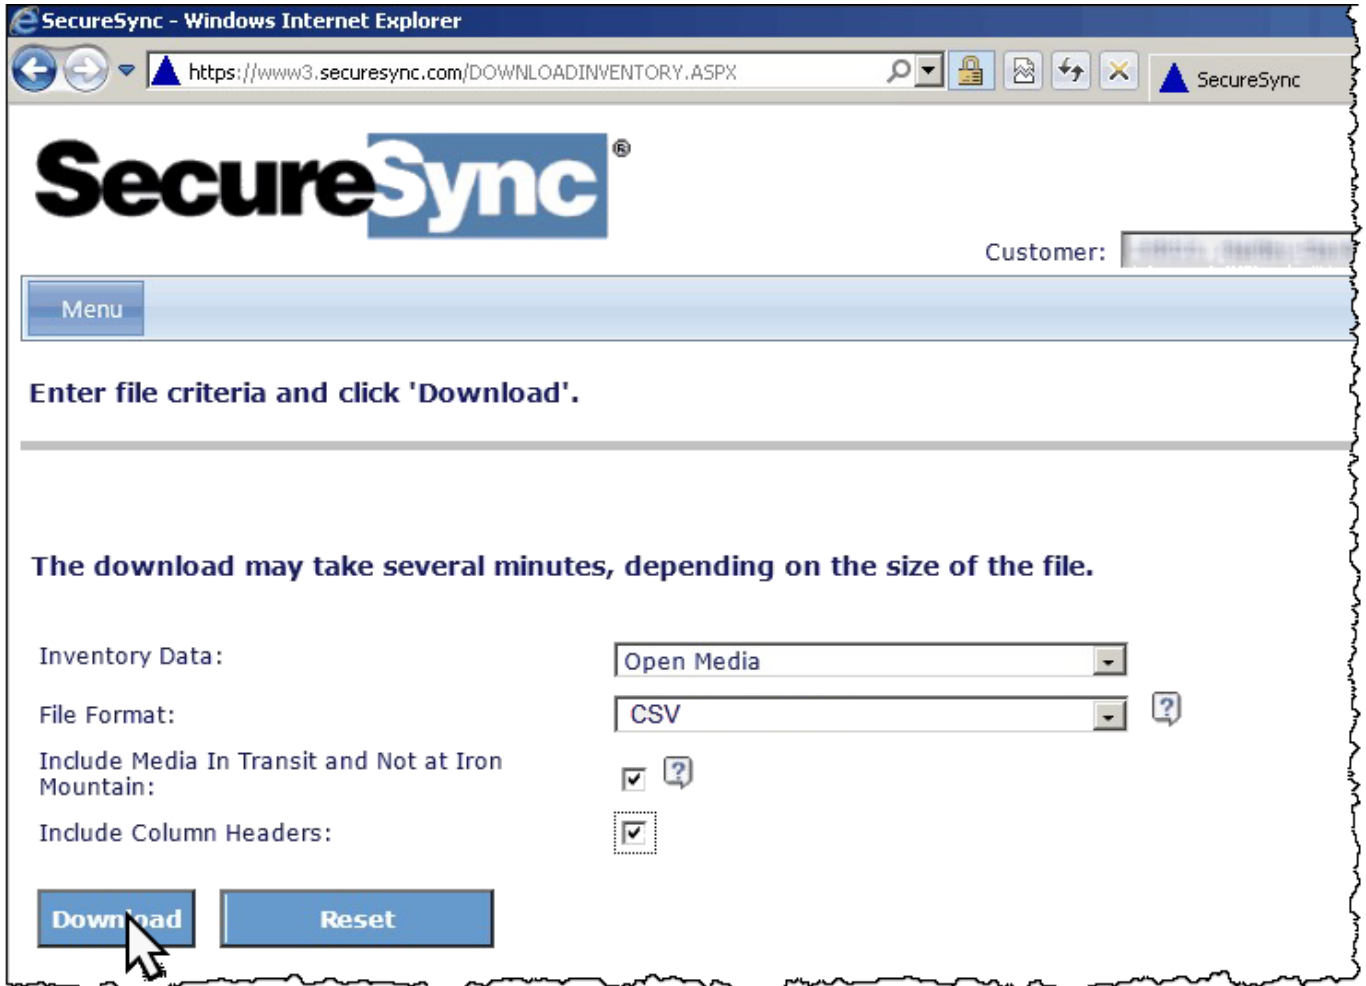 SecureSync - Windows Internet Explorer
https://www3.securesync.com/DOWNLOADINVENTORY.ASPX
SecureSync
SecureSync®
Customer:
Menu
Enter file criteria and click 'Download'.
The download may take several minutes, depending on the size of the file.
Inventory Data:
Open Media
File Format:
CSV
Include Media In Transit and Not at Iron
Mountain:
Include Column Headers:
Download
Reset